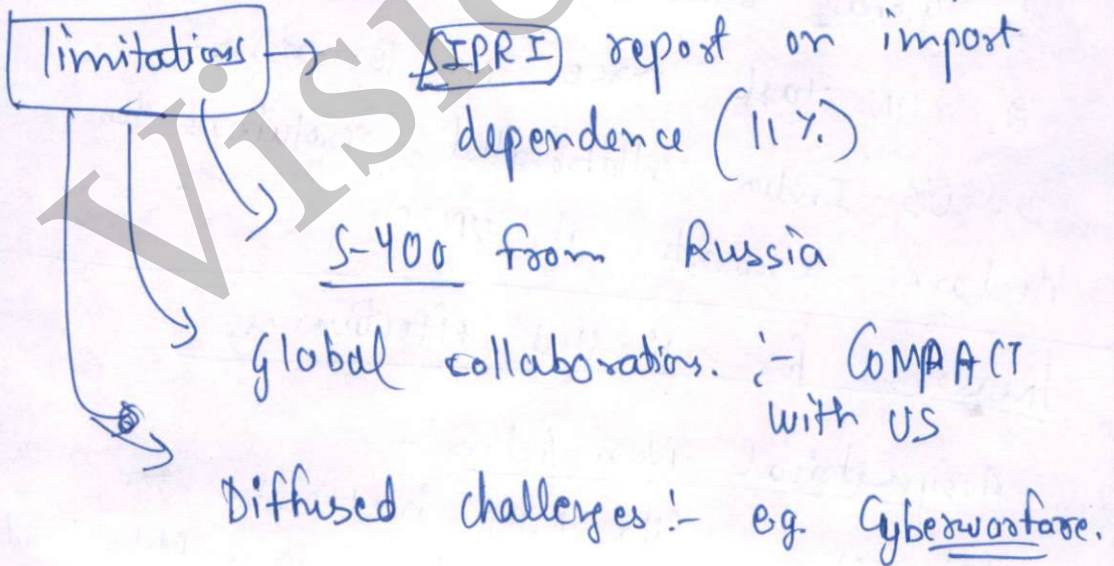 limitations → SIPRI report on import
dependence (11%)
S-400 from Russia
Global collaborations. :- COMPACT
with US
Diffused challenges :- eg. Cyberwarfare.
Visio